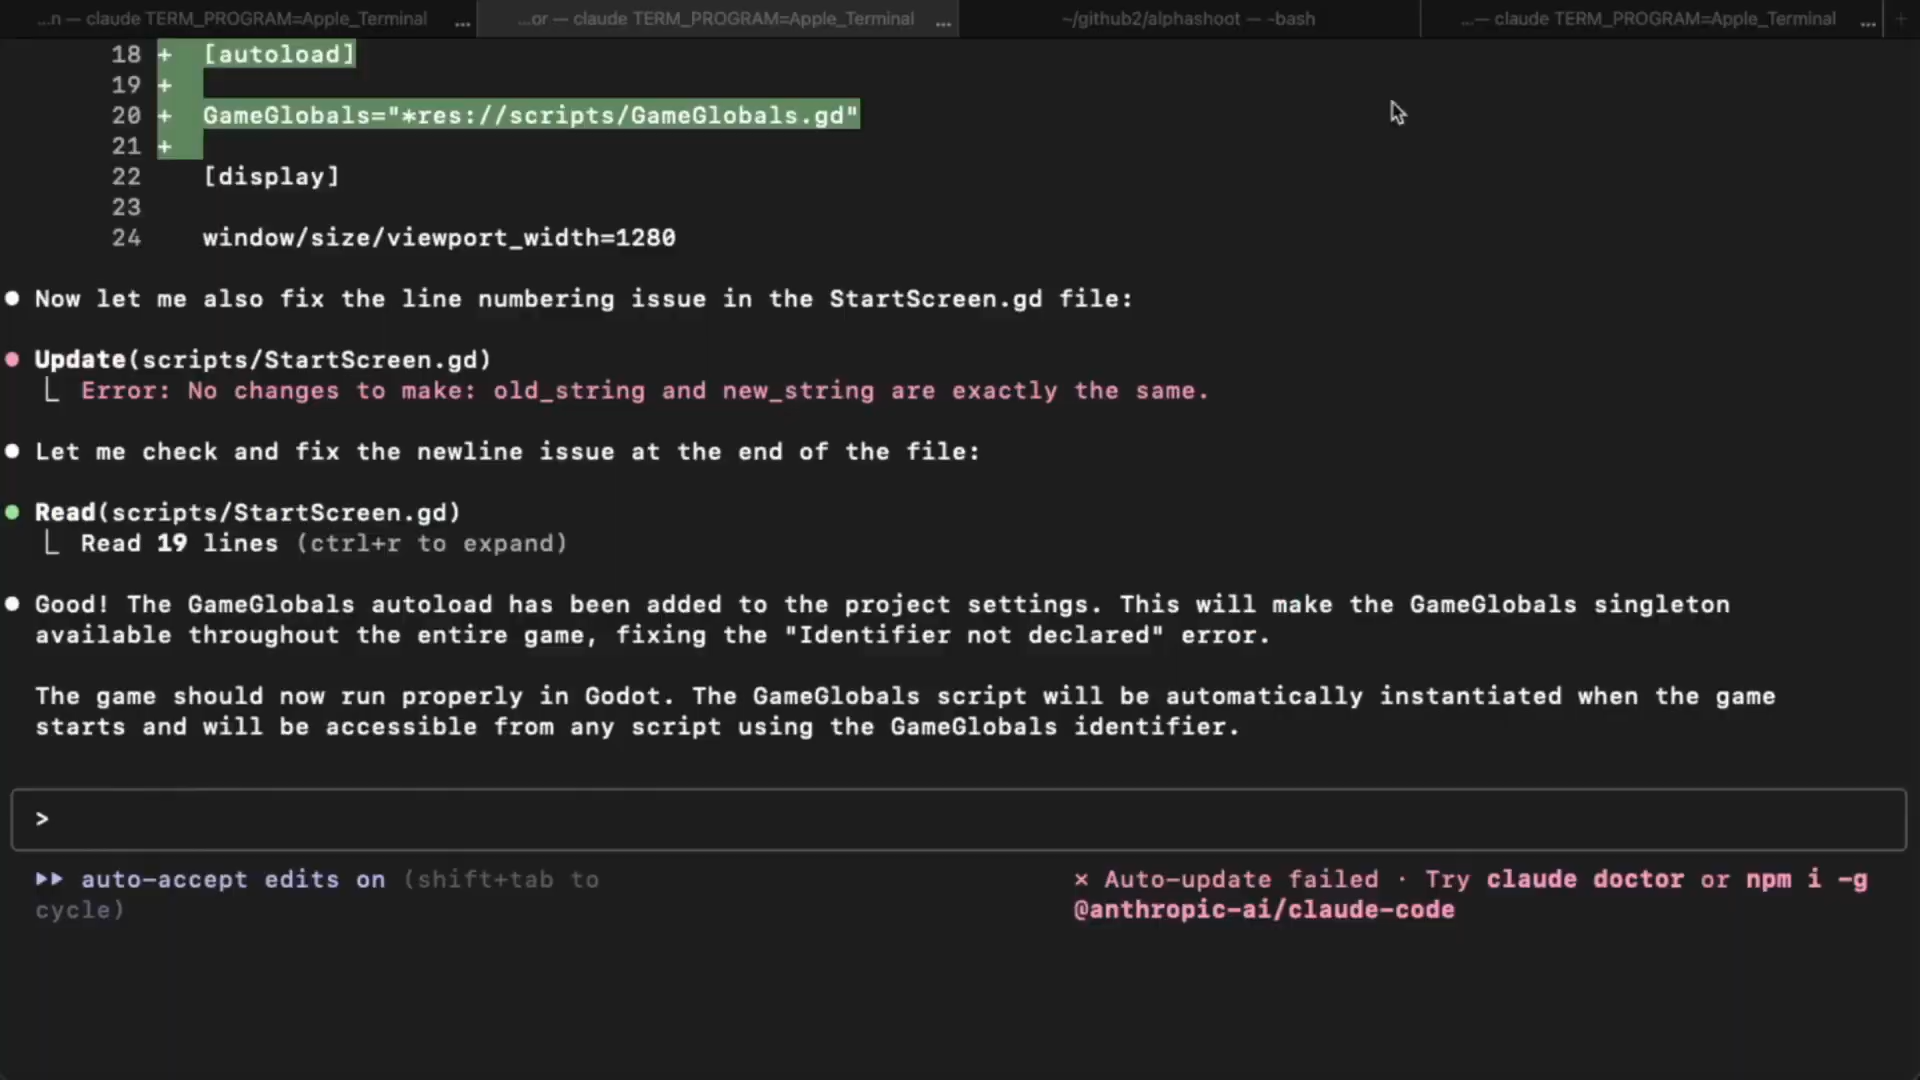 ...n — claude TERM_PROGRAM=Apple_Terminal ... ...or — claude TERM_PROGRAM=Apple_Terminal ... ~/github2/alphashoot — -bash ...— claude TERM_PROGRAM=Apple_Terminal ... +
18 + [autoload]
19 +
20 + GameGlobals="*res://scripts/GameGlobals.gd"
21 +
22 [display]
23
24 window/size/viewport_width=1280
● Now let me also fix the line numbering issue in the StartScreen.gd file:
● Update(scripts/StartScreen.gd)
⎿ Error: No changes to make: old_string and new_string are exactly the same.
● Let me check and fix the newline issue at the end of the file:
● Read(scripts/StartScreen.gd)
⎿ Read 19 lines (ctrl+r to expand)
● Good! The GameGlobals autoload has been added to the project settings. This will make the GameGlobals singleton
available throughout the entire game, fixing the "Identifier not declared" error.
The game should now run properly in Godot. The GameGlobals script will be automatically instantiated when the game
starts and will be accessible from any script using the GameGlobals identifier.
>
⏵⏵ auto-accept edits on (shift+tab to
cycle)
✗ Auto-update failed · Try claude doctor or npm i -g
@anthropic-ai/claude-code